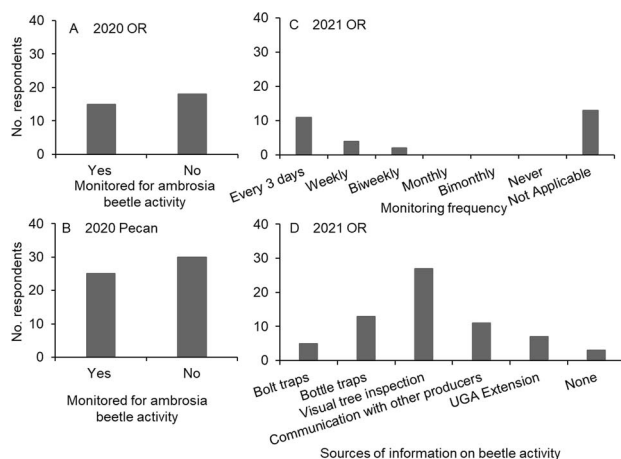 A 2020 OR
No. respondents
40
30
20
10
0
Yes No
Monitored for ambrosia
beetle activity
B 2020 Pecan
No. respondents
40
30
20
10
0
Yes No
Monitored for ambrosia
beetle activity
C 2021 OR
40
30
20
10
0
Every 3 days
Weekly
Biweekly
Monthly
Bimonthly
Never
Not Applicable
Monitoring frequency
D 2021 OR
40
30
20
10
0
Bolt traps
Bottle traps
Visual tree inspection
Communication with other producers
UGA Extension
None
Sources of information on beetle activity